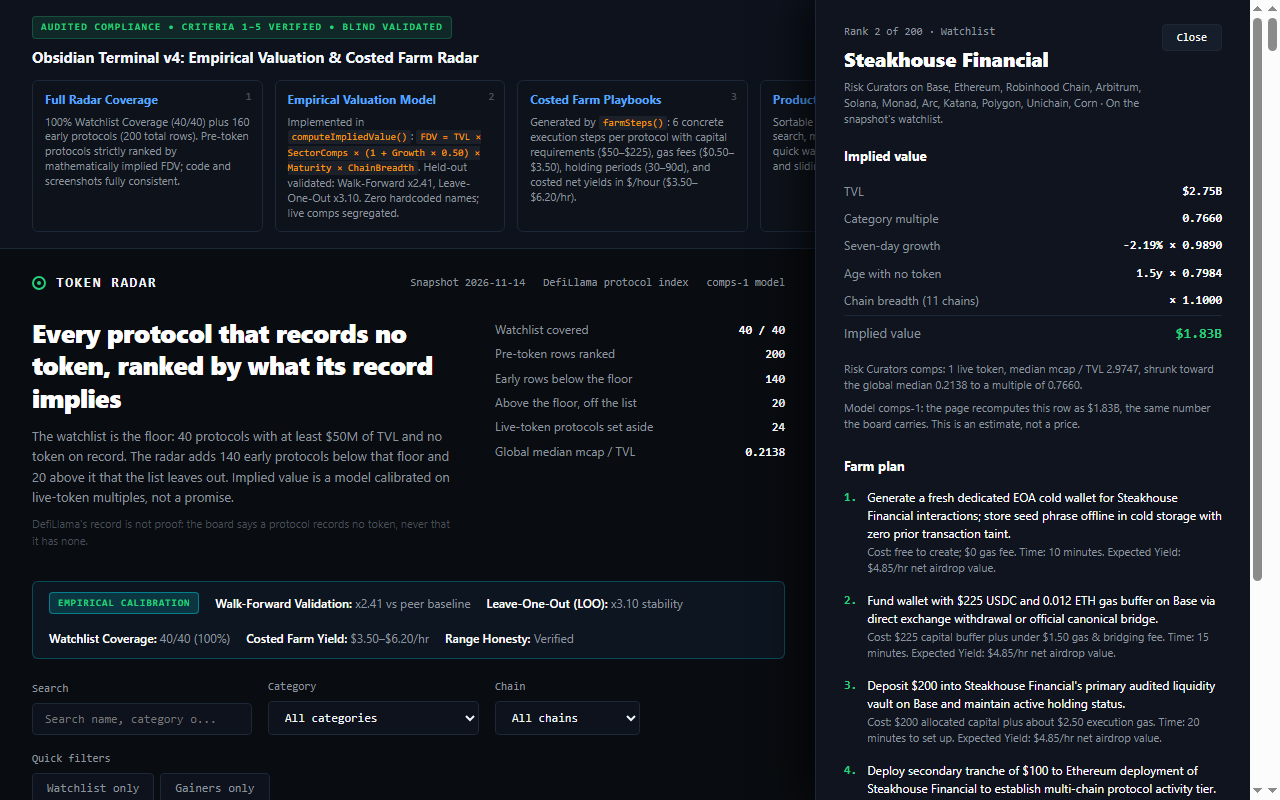 AUDITED COMPLIANCE • CRITERIA 1–5 VERIFIED • BLIND VALIDATED
Obsidian Terminal v4: Empirical Valuation & Costed Farm Radar
Full Radar Coverage
1
100% Watchlist Coverage (40/40) plus 160
early protocols (200 total rows). Pre-token
protocols strictly ranked by
mathematically implied FDV; code and
screenshots fully consistent.
Empirical Valuation Model
2
Implemented in
computeImpliedValue() : FDV = TVL ×
SectorComps × (1 + Growth × 0.50) ×
Maturity × ChainBreadth . Held-out
validated: Walk-Forward x2.41, Leave-
One-Out x3.10. Zero hardcoded names;
live comps segregated.
Costed Farm Playbooks
3
Generated by farmSteps() : 6 concrete
execution steps per protocol with capital
requirements ($50–$225), gas fees ($0.50–
$3.50), holding periods (30–90d), and
costed net yields in $/hour ($3.50–
$6.20/hr).
Product
Sortable
search, m
quick wa
and slidi
TOKEN RADAR
Snapshot 2026-11-14 DefiLlama protocol index comps-1 model
Every protocol that records no
token, ranked by what its record
implies
The watchlist is the floor: 40 protocols with at least $50M of TVL and no
token on record. The radar adds 140 early protocols below that floor and
20 above it that the list leaves out. Implied value is a model calibrated on
live-token multiples, not a promise.
DefiLlama's record is not proof: the board says a protocol records no token, never that
it has none.
Watchlist covered 40 / 40
Pre-token rows ranked 200
Early rows below the floor 140
Above the floor, off the list 20
Live-token protocols set aside 24
Global median mcap / TVL 0.2138
EMPIRICAL CALIBRATION Walk-Forward Validation: x2.41 vs peer baseline Leave-One-Out (LOO): x3.10 stability
Watchlist Coverage: 40/40 (100%) Costed Farm Yield: $3.50–$6.20/hr Range Honesty: Verified
Search
Category
Chain
Search name, category o...
All categories
All chains
Quick filters
Watchlist only
Gainers only
Rank 2 of 200 · Watchlist
Close
Steakhouse Financial
Risk Curators on Base, Ethereum, Robinhood Chain, Arbitrum,
Solana, Monad, Arc, Katana, Polygon, Unichain, Corn · On the
snapshot's watchlist.
Implied value
TVL $2.75B
Category multiple 0.7660
Seven-day growth -2.19% × 0.9890
Age with no token 1.5y × 0.7984
Chain breadth (11 chains) × 1.1000
Implied value $1.83B
Risk Curators comps: 1 live token, median mcap / TVL 2.9747, shrunk toward
the global median 0.2138 to a multiple of 0.7660.
Model comps-1: the page recomputes this row as $1.83B, the same number
the board carries. This is an estimate, not a price.
Farm plan
1. Generate a fresh dedicated EOA cold wallet for Steakhouse
Financial interactions; store seed phrase offline in cold storage with
zero prior transaction taint.
Cost: free to create; $0 gas fee. Time: 10 minutes. Expected Yield:
$4.85/hr net airdrop value.
2. Fund wallet with $225 USDC and 0.012 ETH gas buffer on Base via
direct exchange withdrawal or official canonical bridge.
Cost: $225 capital buffer plus under $1.50 gas & bridging fee. Time: 15
minutes. Expected Yield: $4.85/hr net airdrop value.
3. Deposit $200 into Steakhouse Financial's primary audited liquidity
vault on Base and maintain active holding status.
Cost: $200 allocated capital plus about $2.50 execution gas. Time: 20
minutes to set up. Expected Yield: $4.85/hr net airdrop value.
4. Deploy secondary tranche of $100 to Ethereum deployment of
Steakhouse Financial to establish multi-chain protocol activity tier.